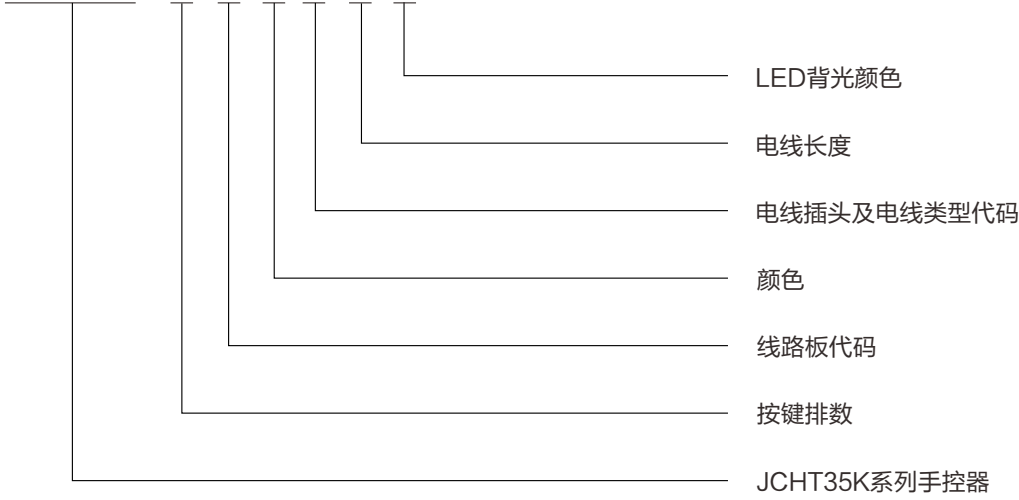 LED背光颜色
电线长度
电线插头及电线类型代码
颜色
线路板代码
按键排数
JCHT35K系列手控器